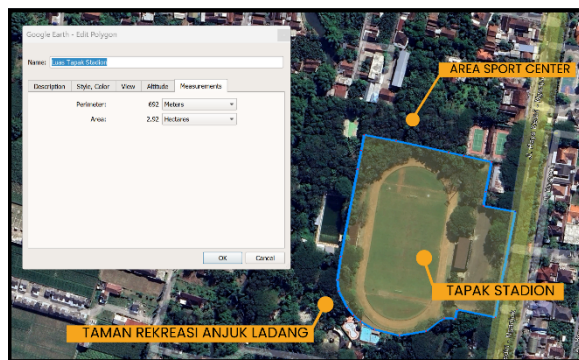 Google Earth - Edit Polygon
Name: Luas Tapak Stadion
Description
Style, Color
View
Altitude
Measurements
Perimeter: 692 Meters
Area: 2.92 Hectares
OK
Cancel
AREA SPORT CENTER
TAPAK STADION
TAMAN REKREASI ANJUK LADANG